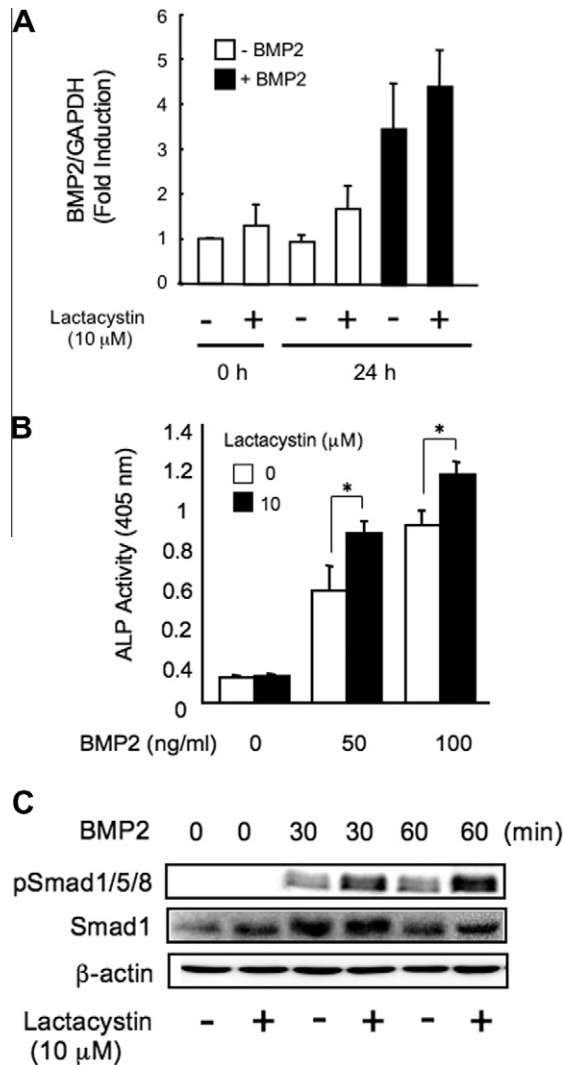 A
BMP2/GAPDH
(Fold Induction)
6
5
4
3
2
1
0
- BMP2
+ BMP2
Lactacystin
(10 μM)
- + - + - +
0 h 24 h
B
ALP Activity (405 nm)
1.4
1.2
1
0.8
0.6
0.2
0.4
0
Lactacystin (μM)
0
10
*
*
BMP2 (ng/ml) 0 50 100
C
BMP2 0 0 30 30 60 60 (min)
pSmad1/5/8
Smad1
β-actin
Lactacystin
(10 μM)
- + - + - +